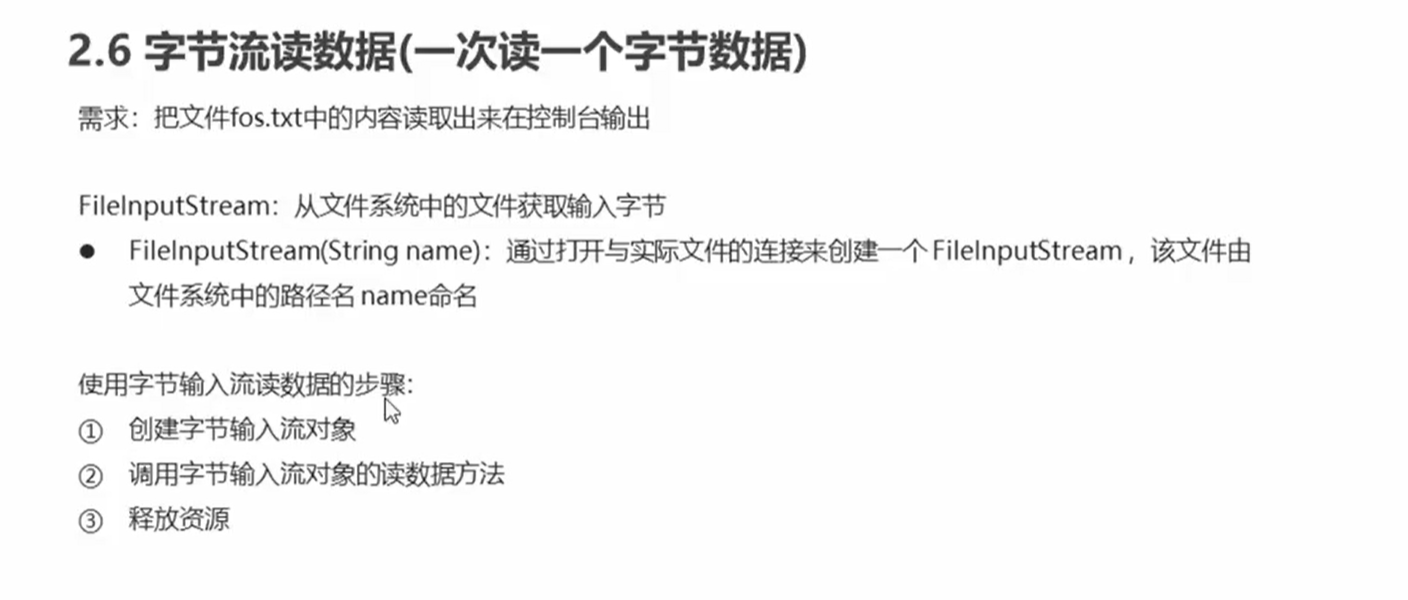 2.6 字节流读数据(一次读一个字节数据)
需求：把文件fos.txt中的内容读取出来在控制台输出
FileInputStream：从文件系统中的文件获取输入字节
● FileInputStream(String name)：通过打开与实际文件的连接来创建一个 FileInputStream ，该文件由
文件系统中的路径名 name命名
使用字节输入流读数据的步骤：
① 创建字节输入流对象
② 调用字节输入流对象的读数据方法
③ 释放资源